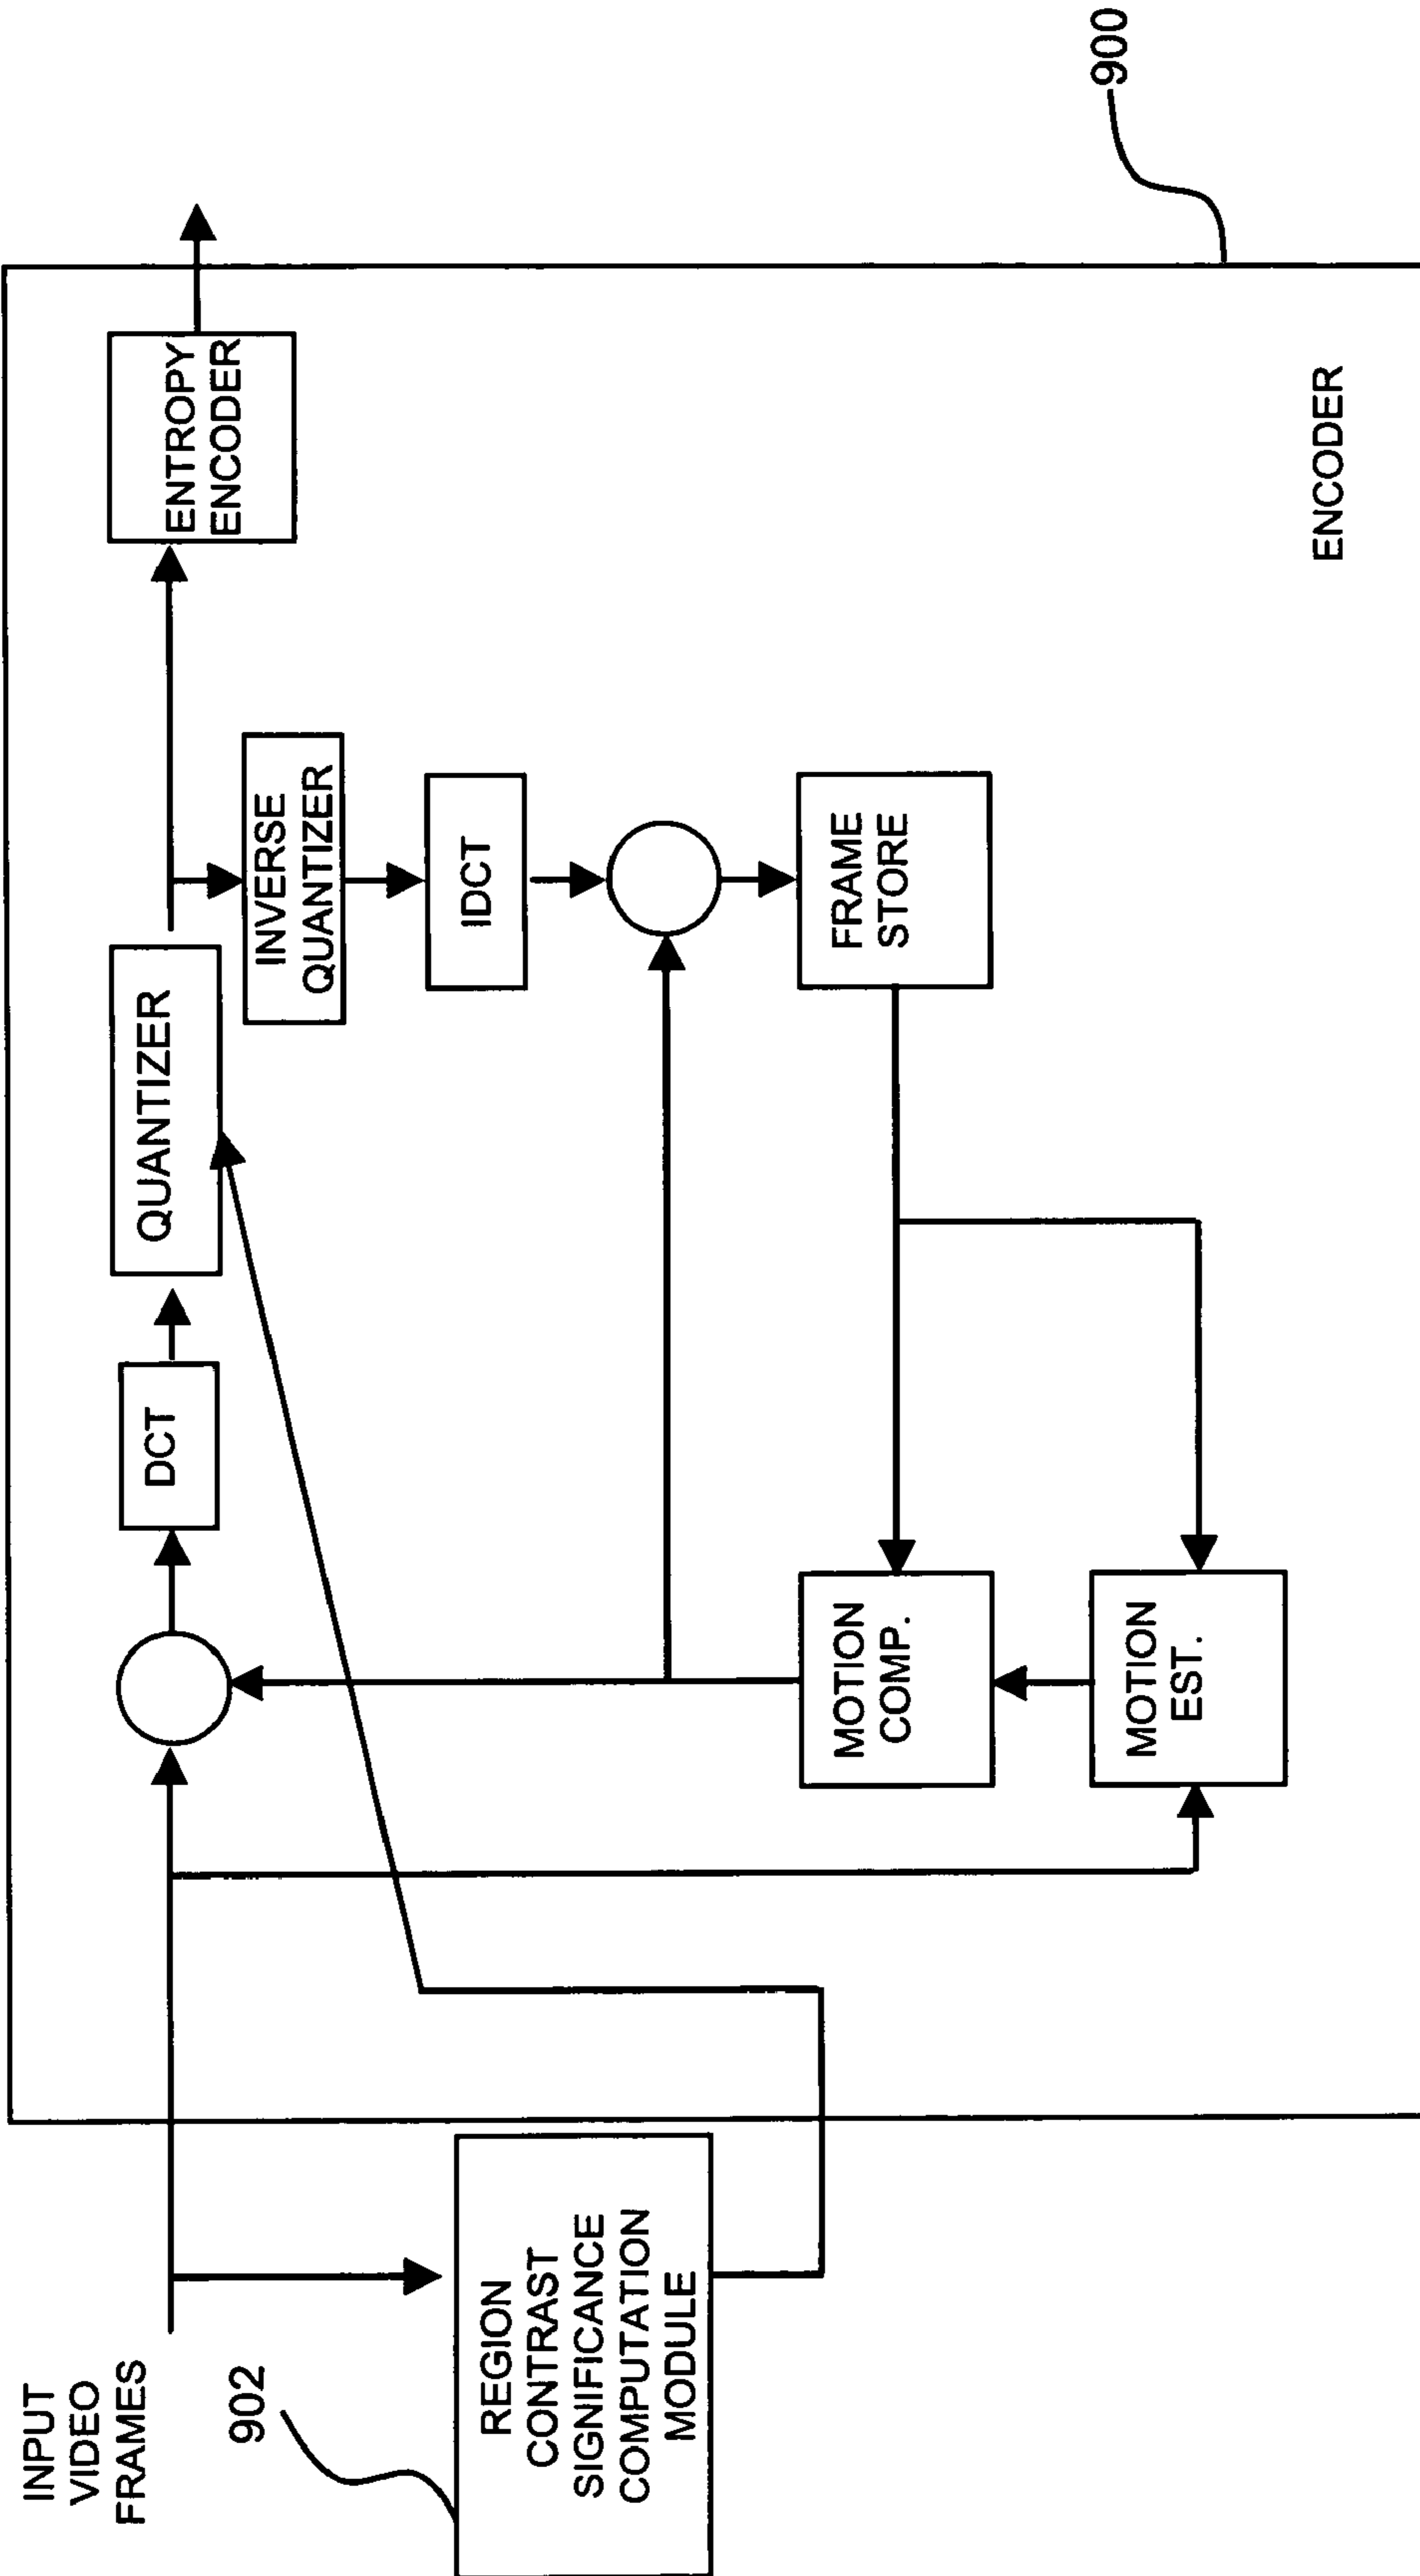 INPUT
VIDEO
FRAMES
902
REGION
CONTRAST
SIGNIFICANCE
COMPUTATION
MODULE
DCT
QUANTIZER
ENTROPY
ENCODER
INVERSE
QUANTIZER
IDCT
FRAME
STORE
MOTION
COMP.
MOTION
EST.
ENCODER
900